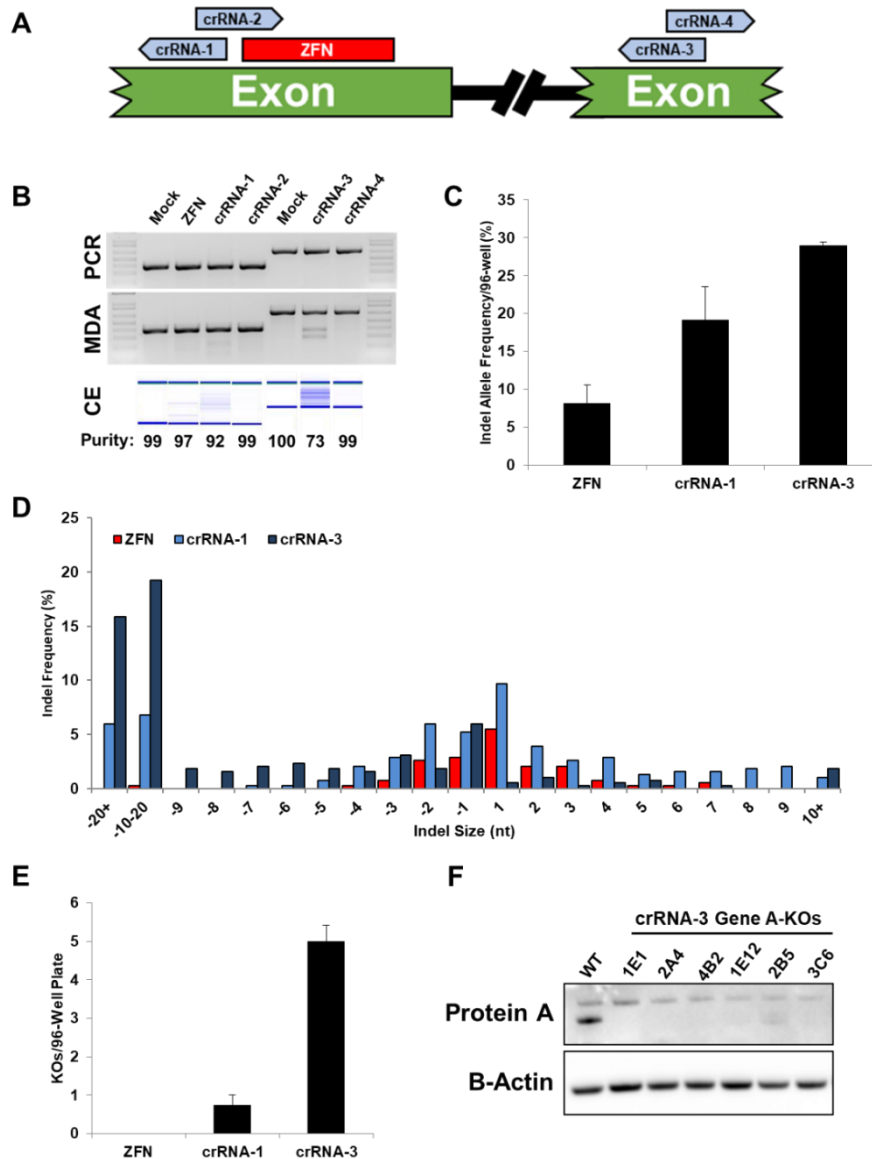 A
crRNA-2
crRNA-1
ZFN
crRNA-4
crRNA-3
Exon
Exon
B
Mock
ZFN
crRNA-1
crRNA-2
Mock
crRNA-3
crRNA-4
PCR
MDA
CE
Purity: 99 97 92 99 100 73 99
C
Indel Allele Frequency/96-well (%)
35
30
25
20
15
10
5
0
ZFN crRNA-1 crRNA-3
D
ZFN crRNA-1 crRNA-3
Indel Frequency (%)
25
20
15
10
5
0
-20+ -10-20 -9 -8 -7 -6 -5 -4 -3 -2 -1 1 2 3 4 5 6 7 8 9 10+
Indel Size (nt)
E
KOs/96-Well Plate
6
5
4
3
2
1
0
ZFN crRNA-1 crRNA-3
F
crRNA-3 Gene A-KOs
WT 1E1 2A4 4B2 1E12 2B5 3C6
Protein A
B-Actin